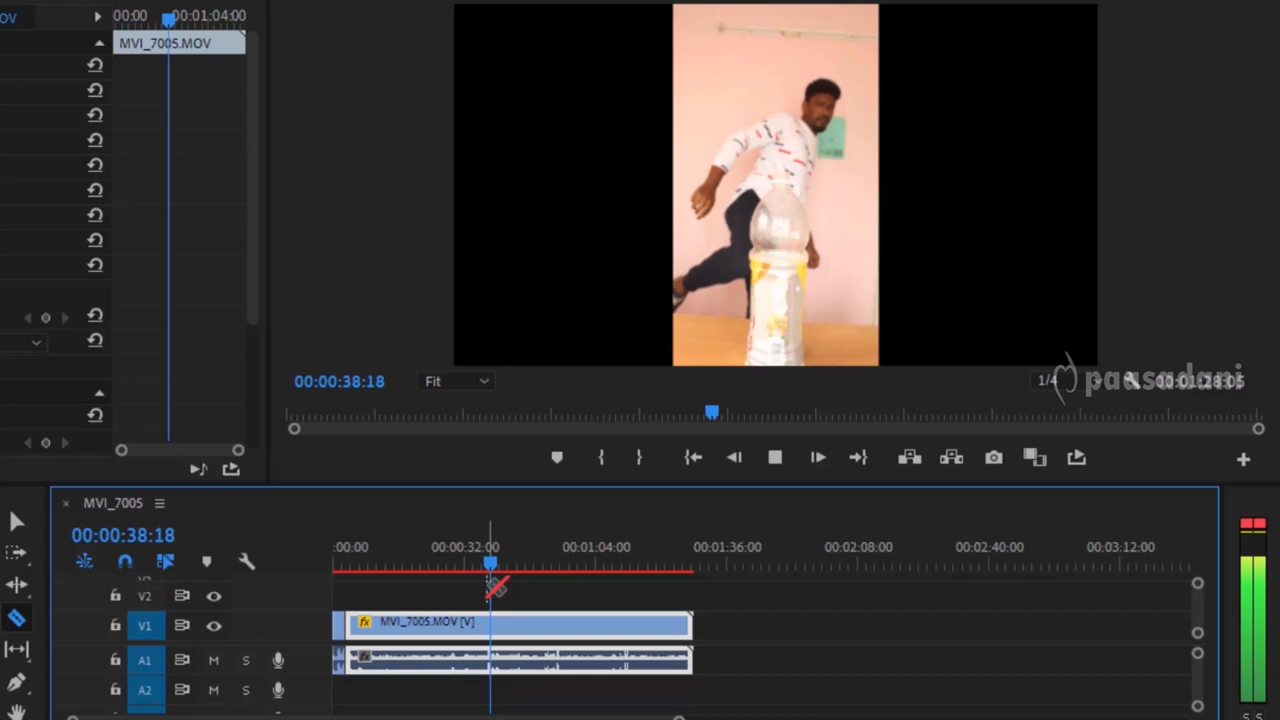 OV
00:00
00:01:04:00
MVI_7005.MOV
00:00:38:18
Fit
1/4
00:01:28:05
paasadani
MVI_7005
00:00:38:18
:00:00
00:00:32:00
00:01:04:00
00:01:36:00
00:02:08:00
00:02:40:00
00:03:12:00
V2
V1
fx MVI_7005.MOV [V]
A1
M
S
A2
M
S
S S